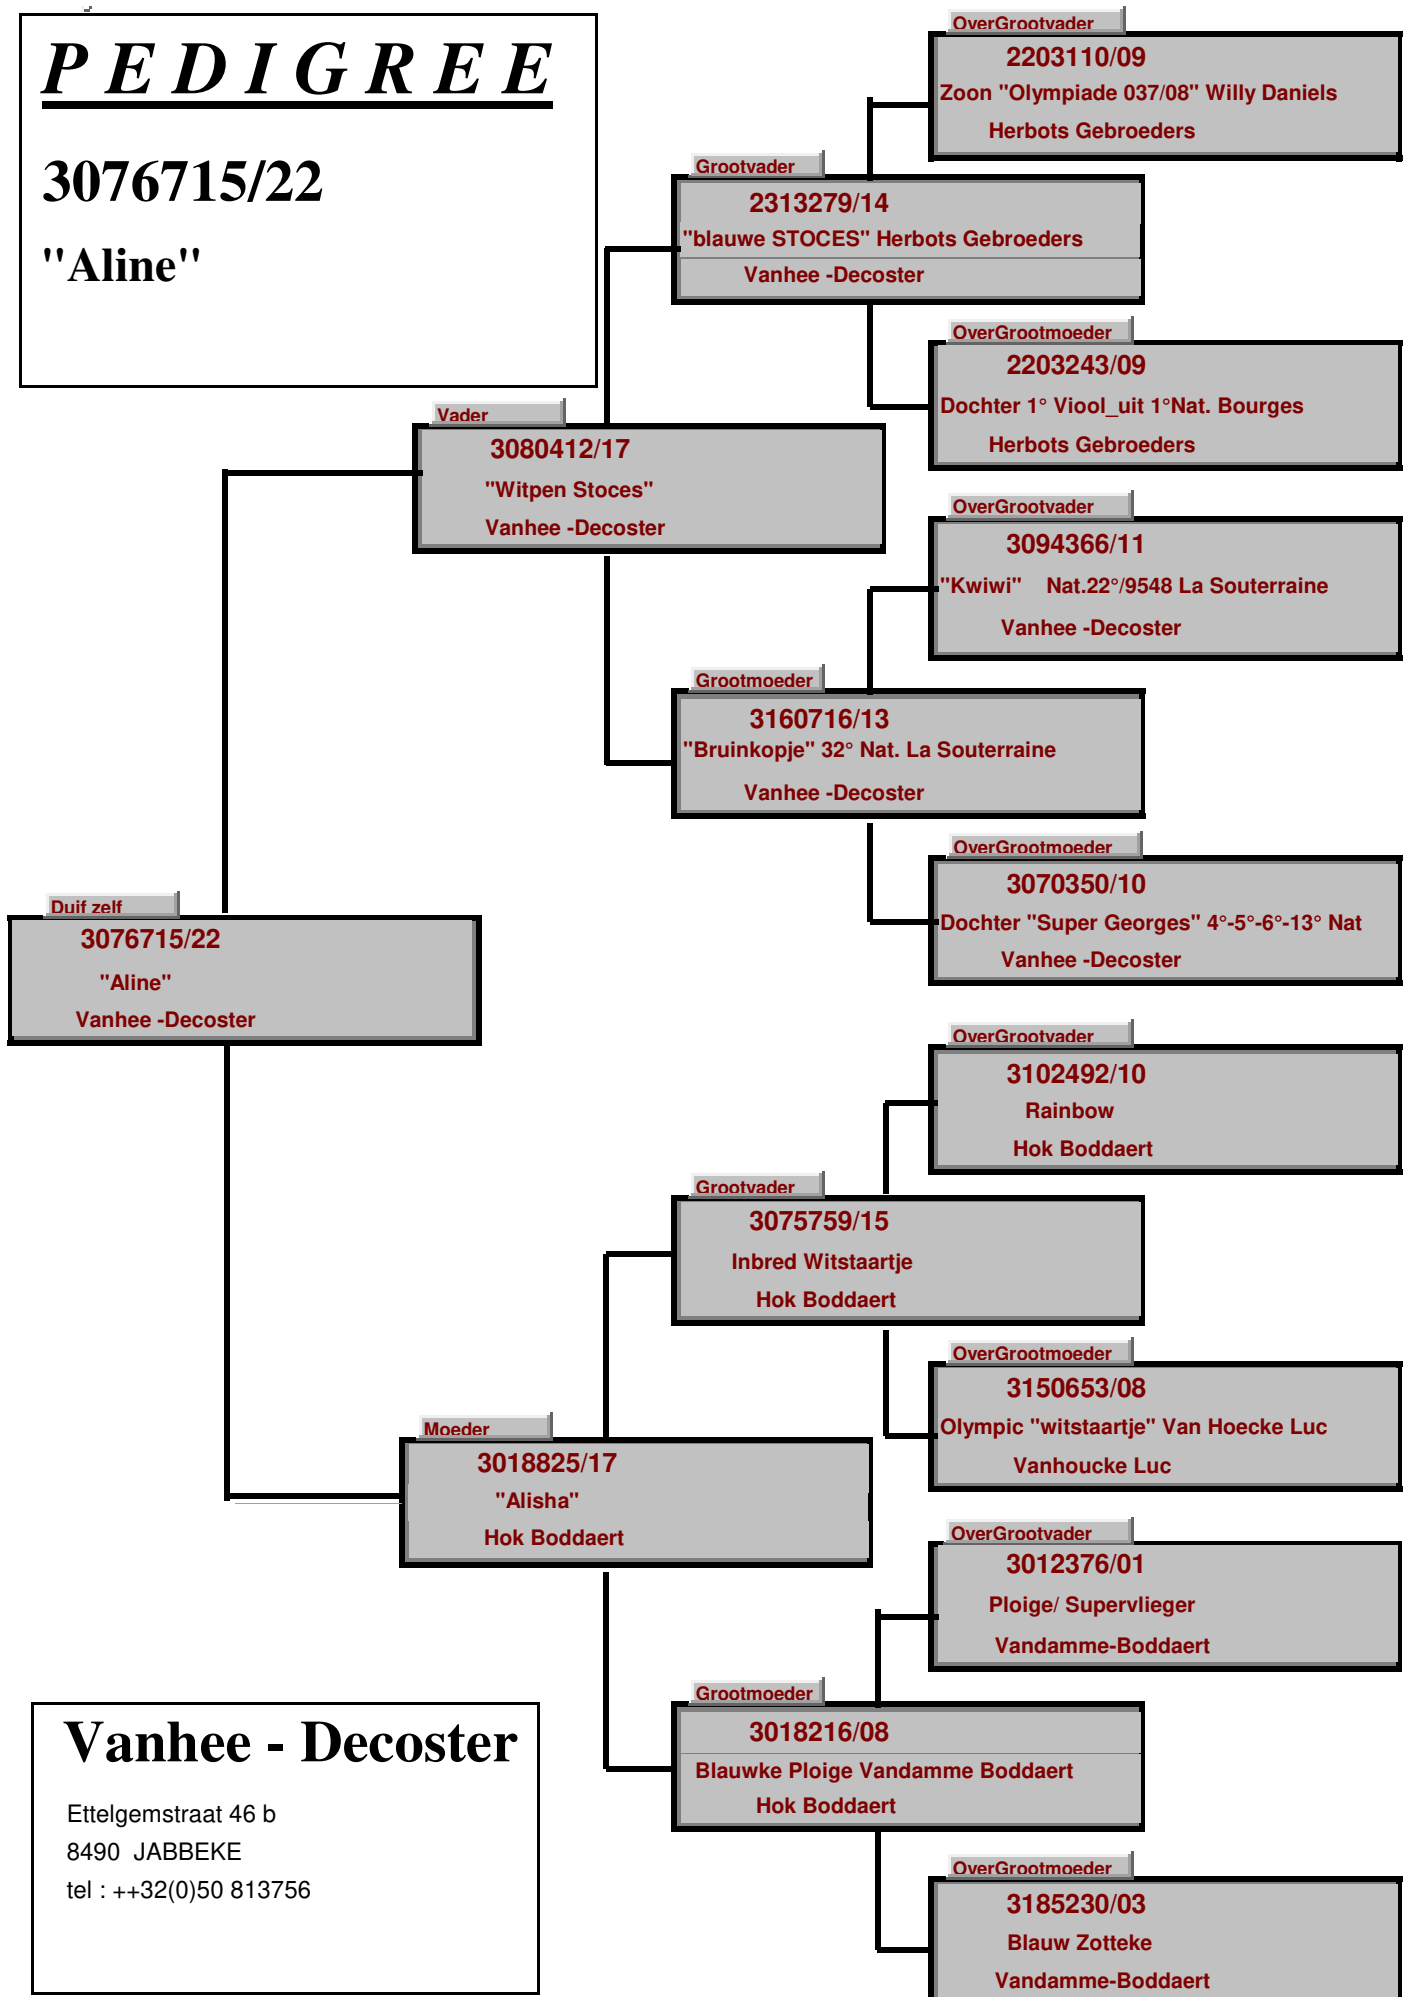 P E D I G R E E
3076715/22
"Aline"
OverGrootvader
2203110/09
Zoon "Olympiade 037/08" Willy Daniels
Herbots Gebroeders
Grootvader
2313279/14
"blauwe STOCES" Herbots Gebroeders
Vanhee -Decoster
OverGrootmoeder
2203243/09
Dochter 1° Viool_uit 1°Nat. Bourges
Herbots Gebroeders
Vader
3080412/17
"Witpen Stoces"
Vanhee -Decoster
OverGrootvader
3094366/11
"Kwiwi" Nat.22°/9548 La Souterraine
Vanhee -Decoster
Grootmoeder
3160716/13
"Bruinkopje" 32° Nat. La Souterraine
Vanhee -Decoster
OverGrootmoeder
3070350/10
Dochter "Super Georges" 4°-5°-6°-13° Nat
Vanhee -Decoster
Duif zelf
3076715/22
"Aline"
Vanhee -Decoster
OverGrootvader
3102492/10
Rainbow
Hok Boddaert
Grootvader
3075759/15
Inbred Witstaartje
Hok Boddaert
OverGrootmoeder
3150653/08
Olympic "witstaartje" Van Hoecke Luc
Vanhoucke Luc
Moeder
3018825/17
"Alisha"
Hok Boddaert
OverGrootvader
3012376/01
Ploige/ Supervlieger
Vandamme-Boddaert
Grootmoeder
3018216/08
Blauwke Ploige Vandamme Boddaert
Hok Boddaert
OverGrootmoeder
3185230/03
Blauw Zotteke
Vandamme-Boddaert
Vanhee - Decoster
Ettelgemstraat 46 b
8490 JABBEKE
tel : ++32(0)50 813756